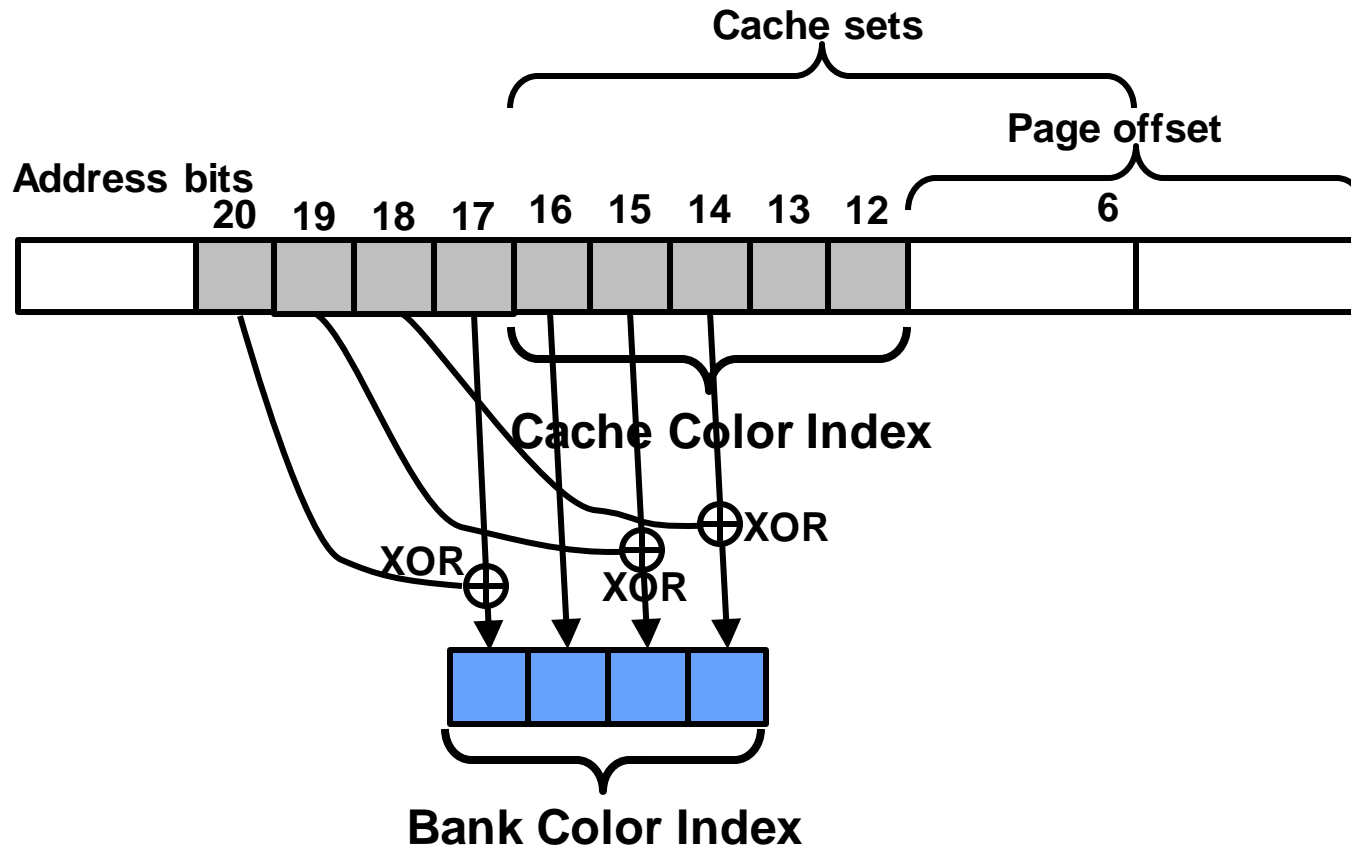 Cache sets
Page offset
Address bits
20 19 18 17 16 15 14 13 12 6
Cache Color Index
XOR
XOR
XOR
Bank Color Index